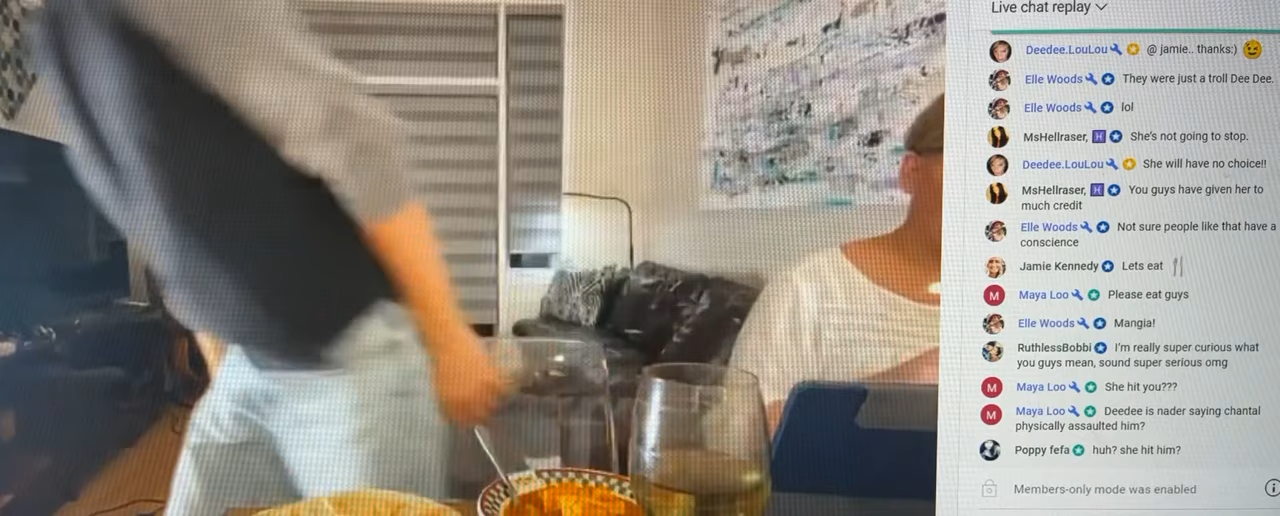 Live chat replay
Deedee.LouLou @ jamie.. thanks:) 😉
Elle Woods They were just a troll Dee Dee.
Elle Woods lol
MsHellraser, H She's not going to stop.
Deedee.LouLou She will have no choice!!
MsHellraser, H You guys have given her to
much credit
Elle Woods Not sure people like that have a
conscience
Jamie Kennedy Lets eat 🍴
M Maya Loo Please eat guys
Elle Woods Mangia!
RuthlessBobbi I'm really super curious what
you guys mean, sound super serious omg
M Maya Loo She hit you???
M Maya Loo Deedee is nader saying chantal
physically assaulted him?
Poppy fefa huh? she hit him?
Members-only mode was enabled